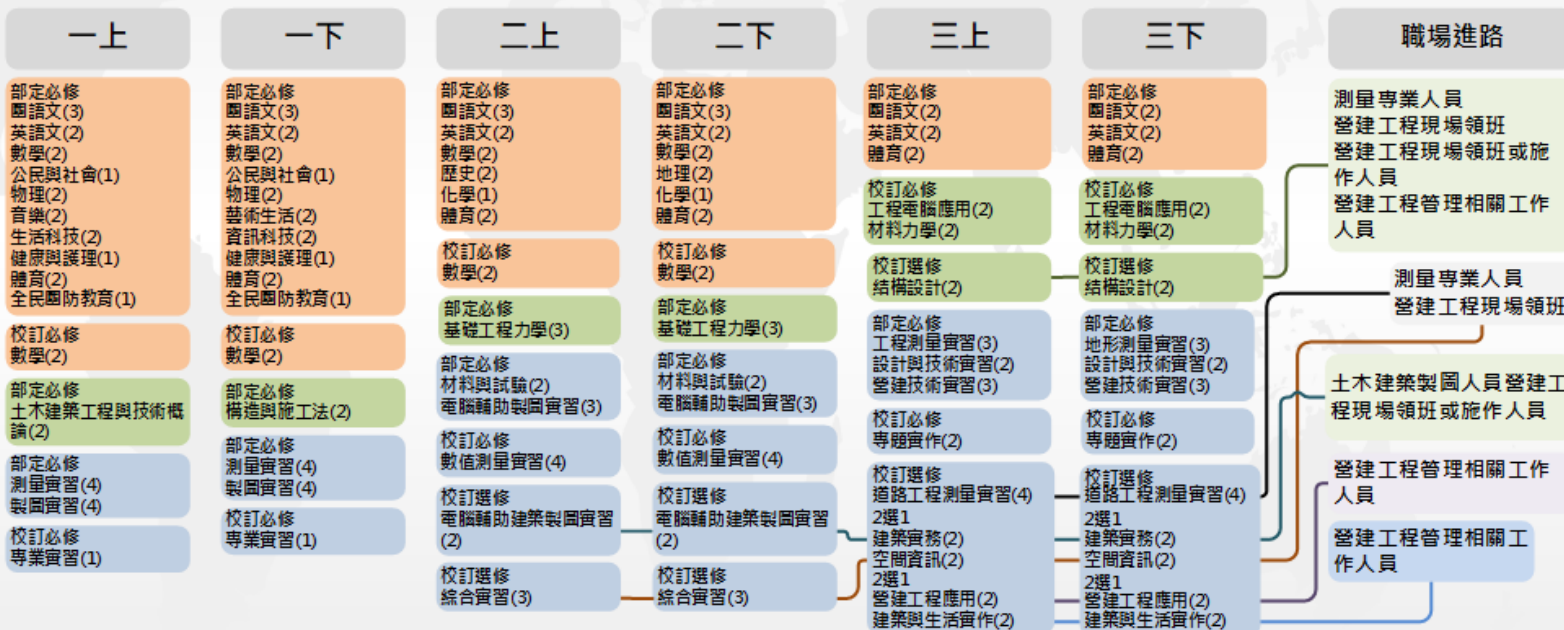 一上
部定必修
國語文(3)
英語文(2)
數學(2)
公民與社會(1)
物理(2)
音樂(2)
生活科技(2)
健康與護理(1)
體育(2)
全民國防教育(1)
校訂必修
數學(2)
部定必修
土木建築工程與技術概
論(2)
部定必修
測量實習(4)
製圖實習(4)
校訂必修
專業實習(1)
一下
部定必修
國語文(3)
英語文(2)
數學(2)
公民與社會(1)
物理(2)
藝術生活(2)
資訊科技(2)
健康與護理(1)
體育(2)
全民國防教育(1)
校訂必修
數學(2)
部定必修
構造與施工法(2)
部定必修
測量實習(4)
製圖實習(4)
校訂必修
專業實習(1)
二上
部定必修
國語文(3)
英語文(2)
數學(2)
歷史(2)
化學(1)
體育(2)
校訂必修
數學(2)
部定必修
基礎工程力學(3)
部定必修
材料與試驗(2)
電腦輔助製圖實習(3)
校訂必修
數值測量實習(4)
校訂選修
電腦輔助建築製圖實習
(2)
校訂選修
綜合實習(3)
二下
部定必修
國語文(3)
英語文(2)
數學(2)
地理(2)
化學(1)
體育(2)
校訂必修
數學(2)
部定必修
基礎工程力學(3)
部定必修
材料與試驗(2)
電腦輔助製圖實習(3)
校訂必修
數值測量實習(4)
校訂選修
電腦輔助建築製圖實習
(2)
校訂選修
綜合實習(3)
三上
部定必修
國語文(2)
英語文(2)
體育(2)
校訂必修
工程電腦應用(2)
材料力學(2)
校訂選修
結構設計(2)
部定必修
工程測量實習(3)
設計與技術實習(2)
營建技術實習(3)
校訂必修
專題實作(2)
校訂選修
道路工程測量實習(4)
2選1
建築實務(2)
空間資訊(2)
2選1
營建工程應用(2)
建築與生活實作(2)
三下
部定必修
國語文(2)
英語文(2)
體育(2)
校訂必修
工程電腦應用(2)
材料力學(2)
校訂選修
結構設計(2)
部定必修
地形測量實習(3)
設計與技術實習(2)
營建技術實習(3)
校訂必修
專題實作(2)
校訂選修
道路工程測量實習(4)
2選1
建築實務(2)
空間資訊(2)
2選1
營建工程應用(2)
建築與生活實作(2)
職場進路
測量專業人員
營建工程現場領班
營建工程現場領班或施
作人員
營建工程管理相關工作
人員
測量專業人員
營建工程現場領班
土木建築製圖人員營建工
程現場領班或施作人員
營建工程管理相關工作
人員
營建工程管理相關工
作人員